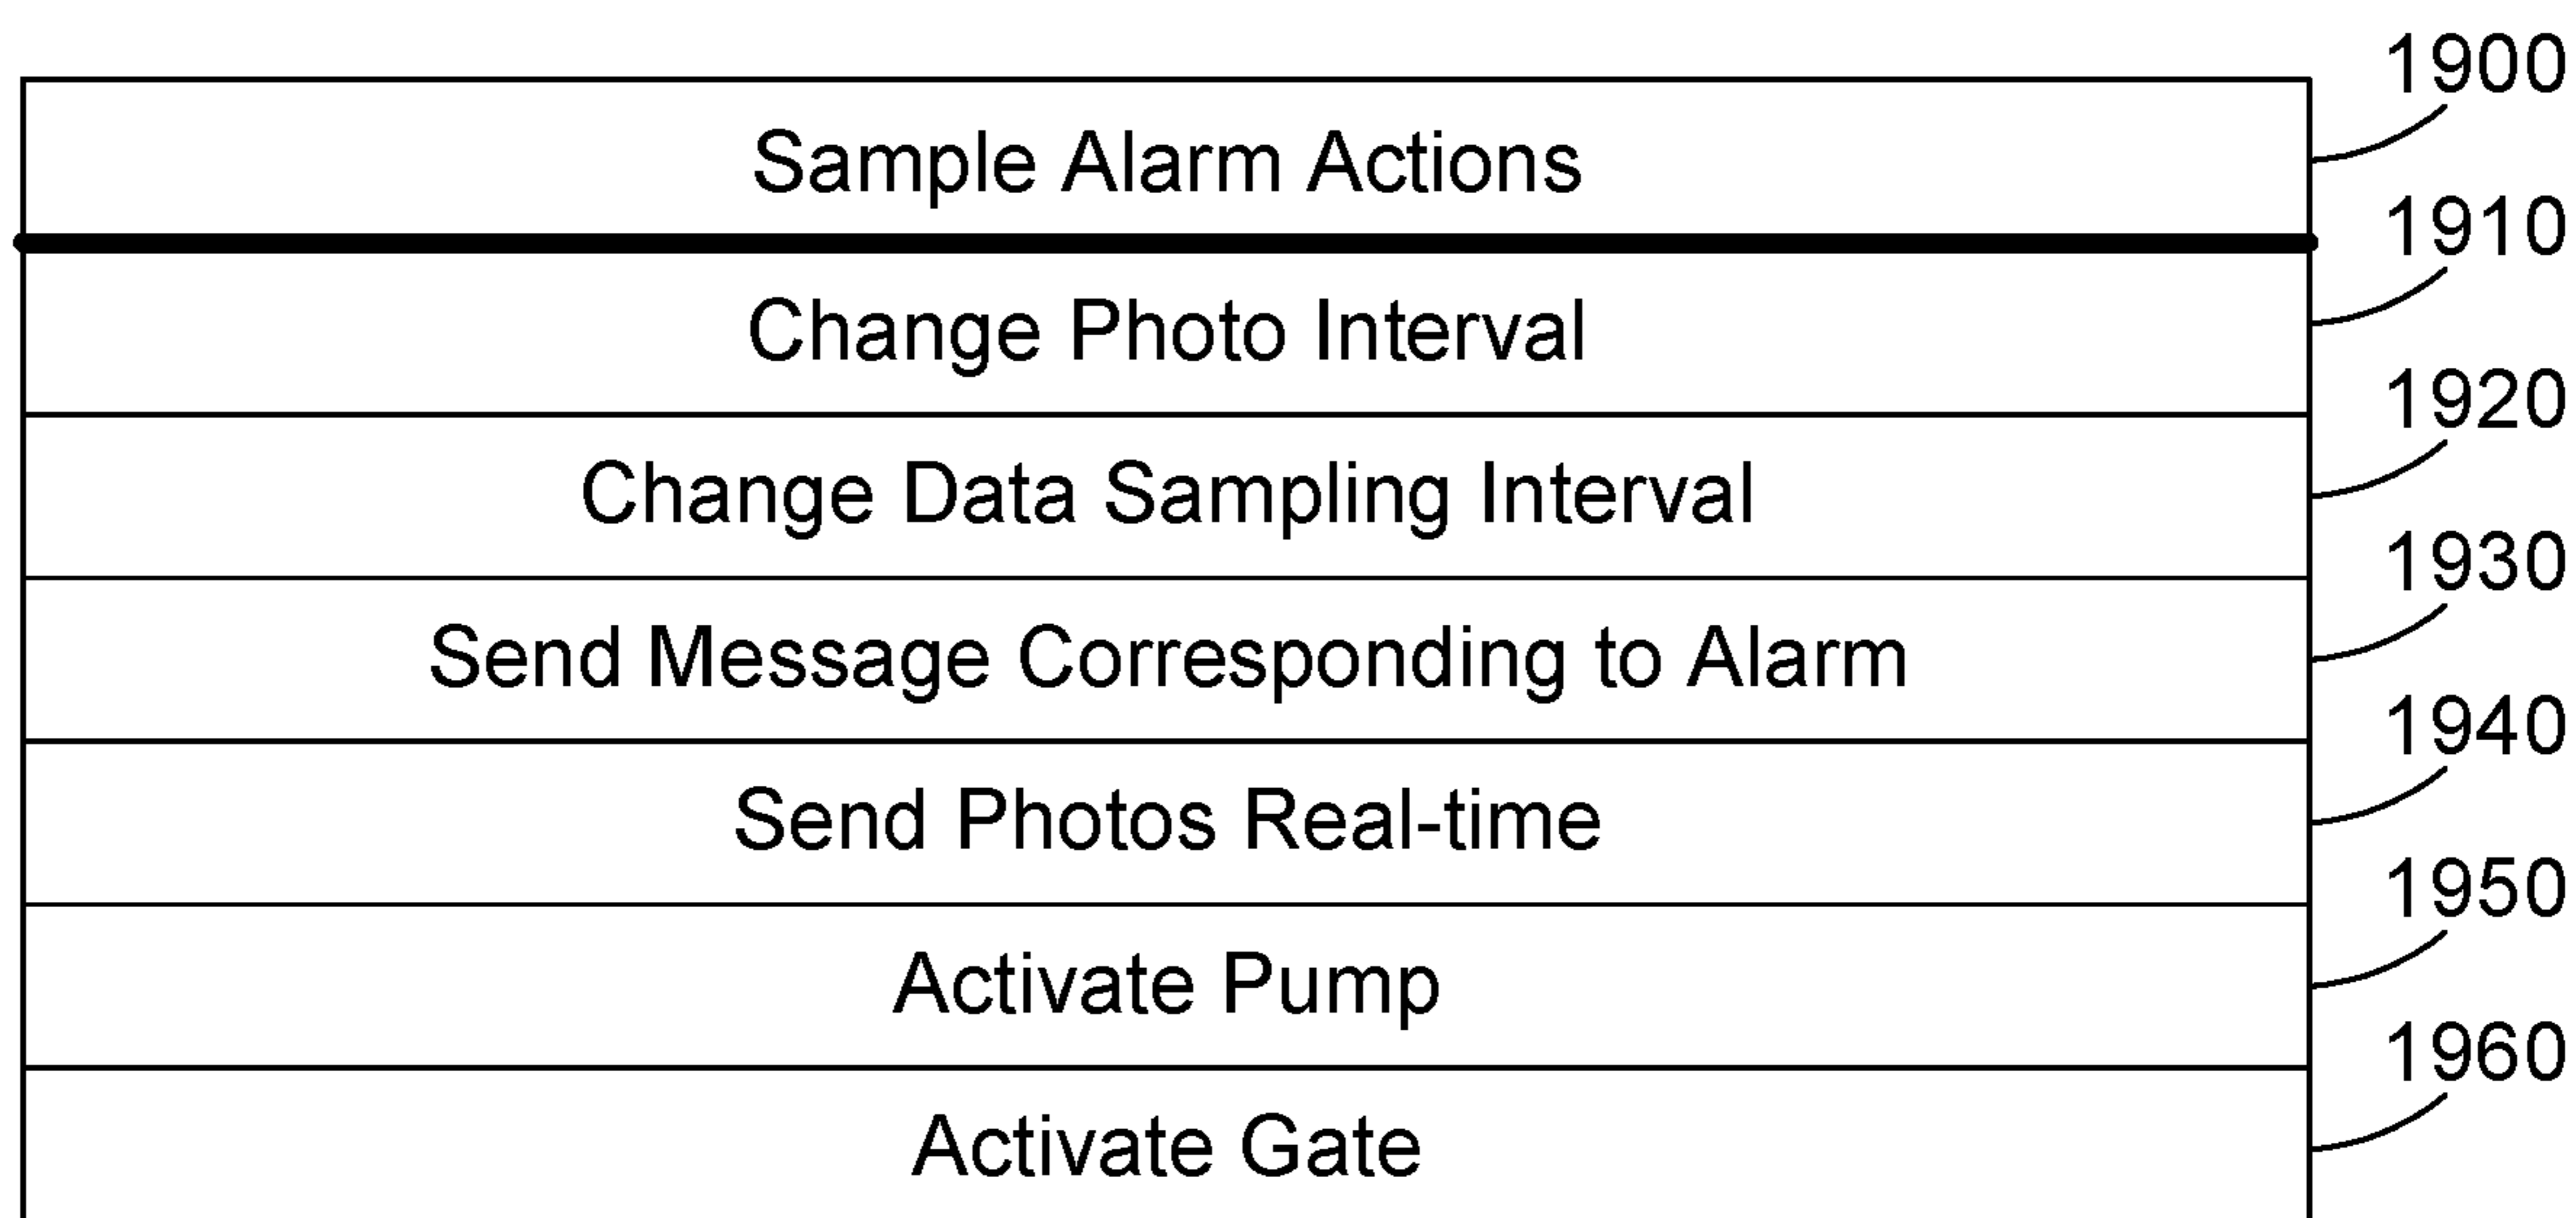 1900
Sample Alarm Actions
1910
Change Photo Interval
1920
Change Data Sampling Interval
1930
Send Message Corresponding to Alarm
1940
Send Photos Real-time
1950
Activate Pump
1960
Activate Gate